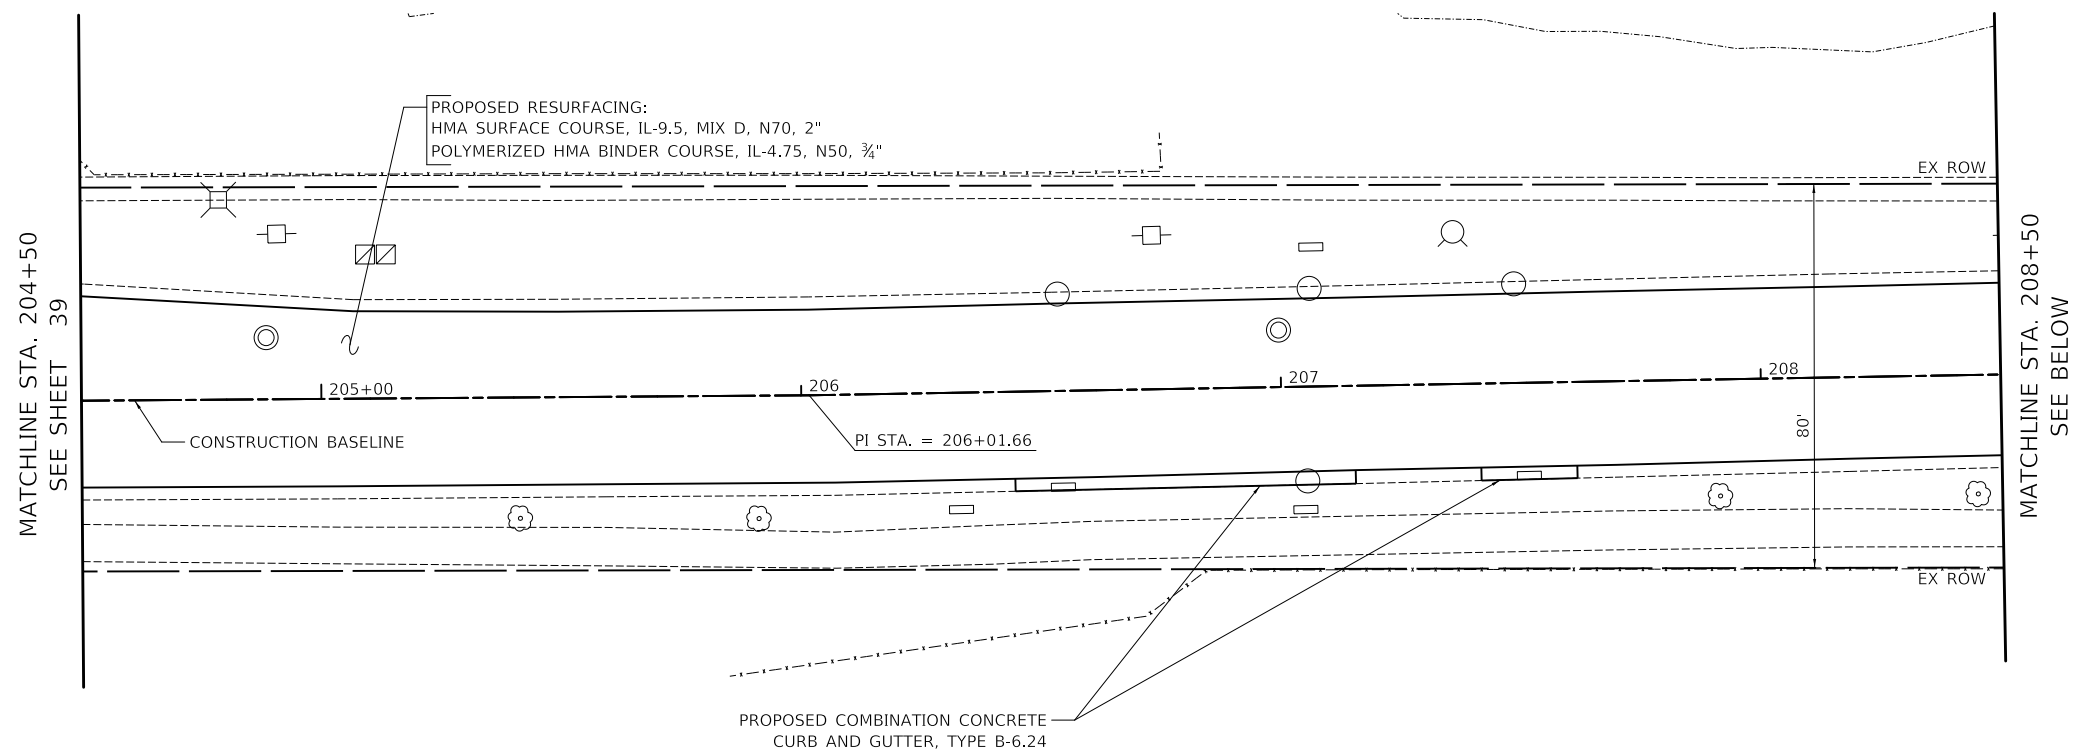 PROPOSED RESURFACING:
HMA SURFACE COURSE, IL-9.5, MIX D, N70, 2"
POLYMERIZED HMA BINDER COURSE, IL-4.75, N50, ¾"
EX ROW
MATCHLINE STA. 204+50
SEE SHEET 39
205+00
206
207
208
CONSTRUCTION BASELINE
PI STA. = 206+01.66
80'
MATCHLINE STA. 208+50
SEE BELOW
EX ROW
PROPOSED COMBINATION CONCRETE
CURB AND GUTTER, TYPE B-6.24